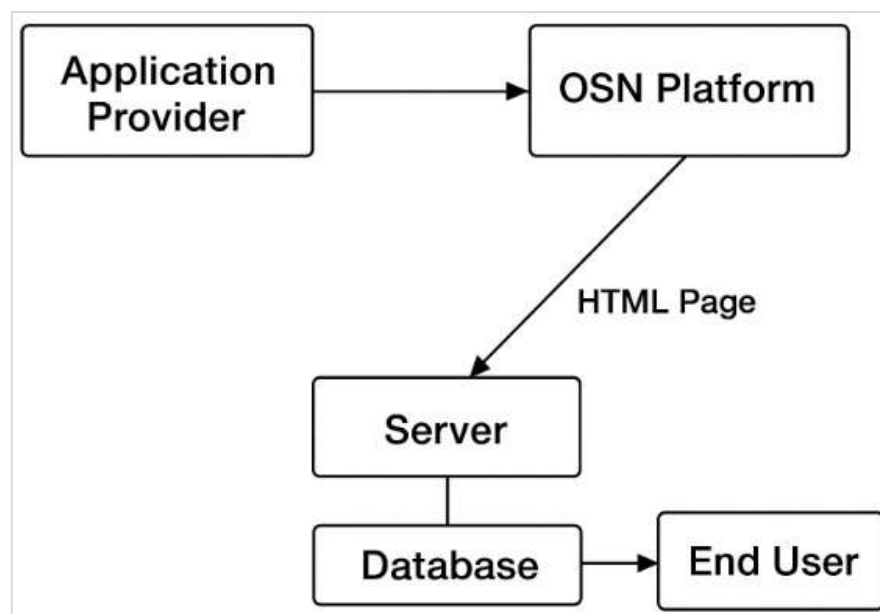 Application
Provider
OSN Platform
HTML Page
Server
Database
End User